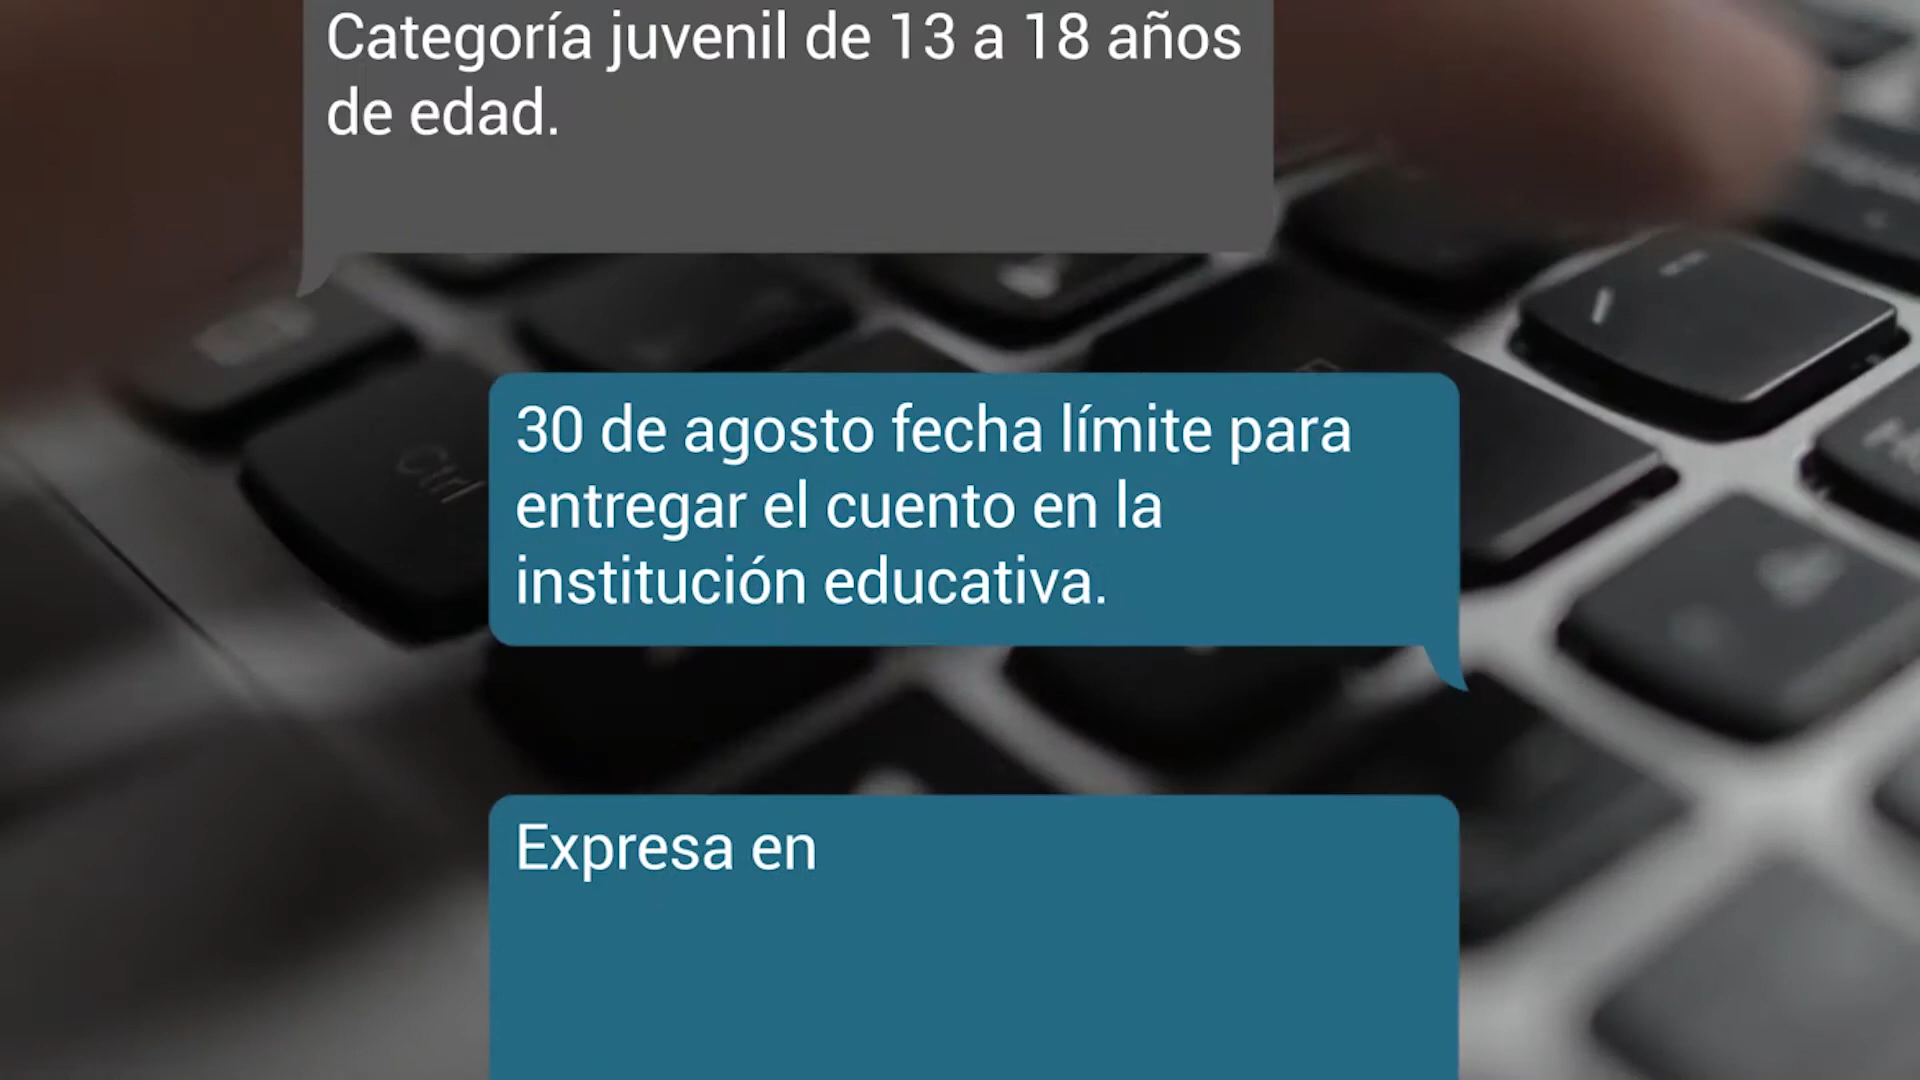 Categoría juvenil de 13 a 18 años
de edad.
30 de agosto fecha límite para
entregar el cuento en la
institución educativa.
Expresa en
Ctrl